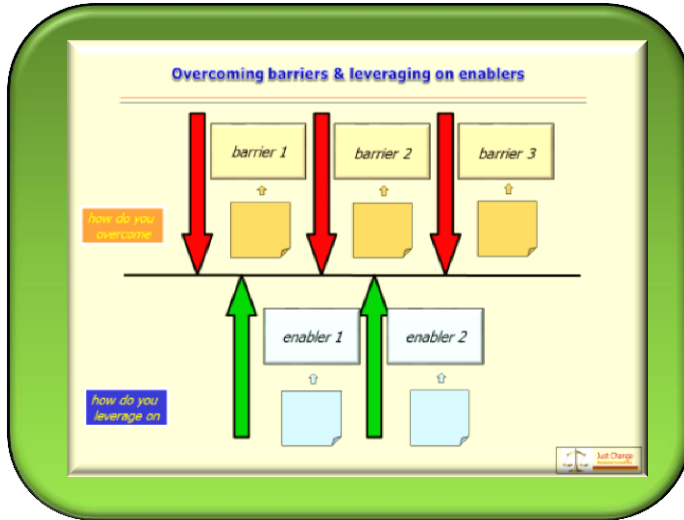 Overcoming barriers & leveraging on enablers
barrier 1
barrier 2
barrier 3
how do you
overcome
enabler 1
enabler 2
how do you
leverage on
Just Change